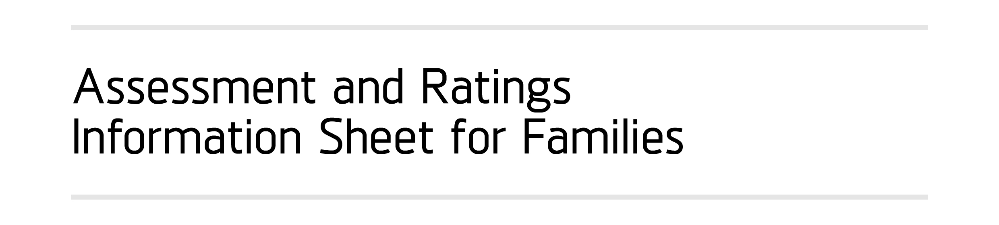 Assessment and Ratings
Information Sheet for Families